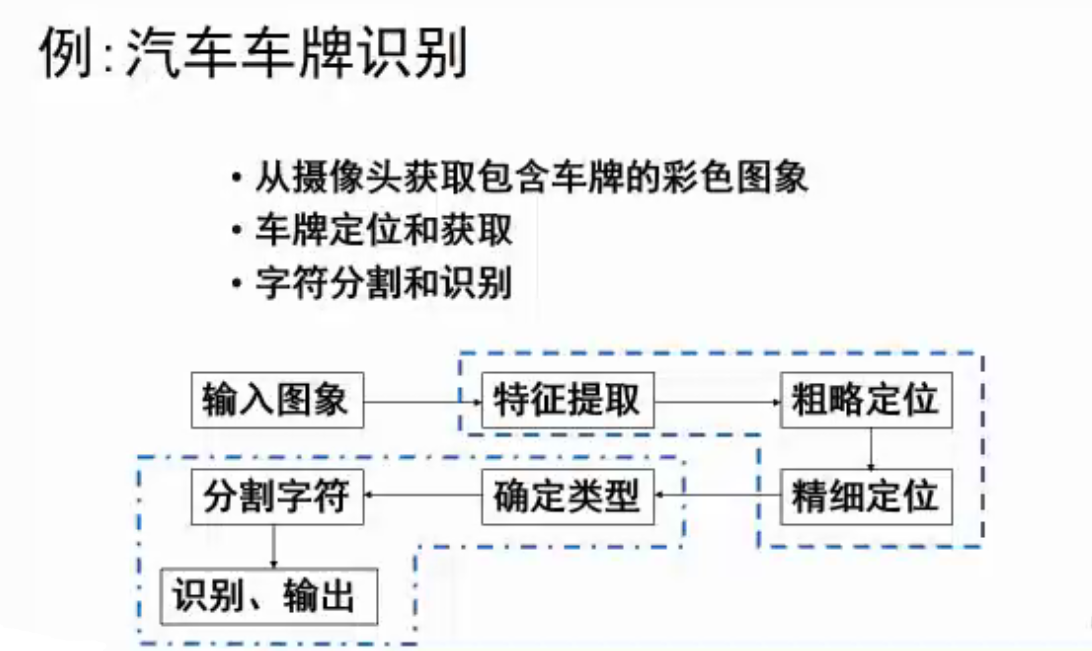 例:汽车车牌识别
• 从摄像头获取包含车牌的彩色图象
• 车牌定位和获取
• 字符分割和识别
输入图象
特征提取
粗略定位
精细定位
确定类型
分割字符
识别、输出